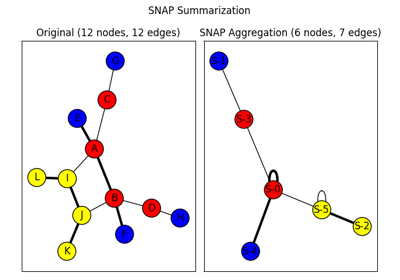 SNAP Summarization
Original (12 nodes, 12 edges)
SNAP Aggregation (6 nodes, 7 edges)
G
C
E
A
L
I
B
D
J
H
K
S-1
S-3
S-0
S-5
S-2
S-4